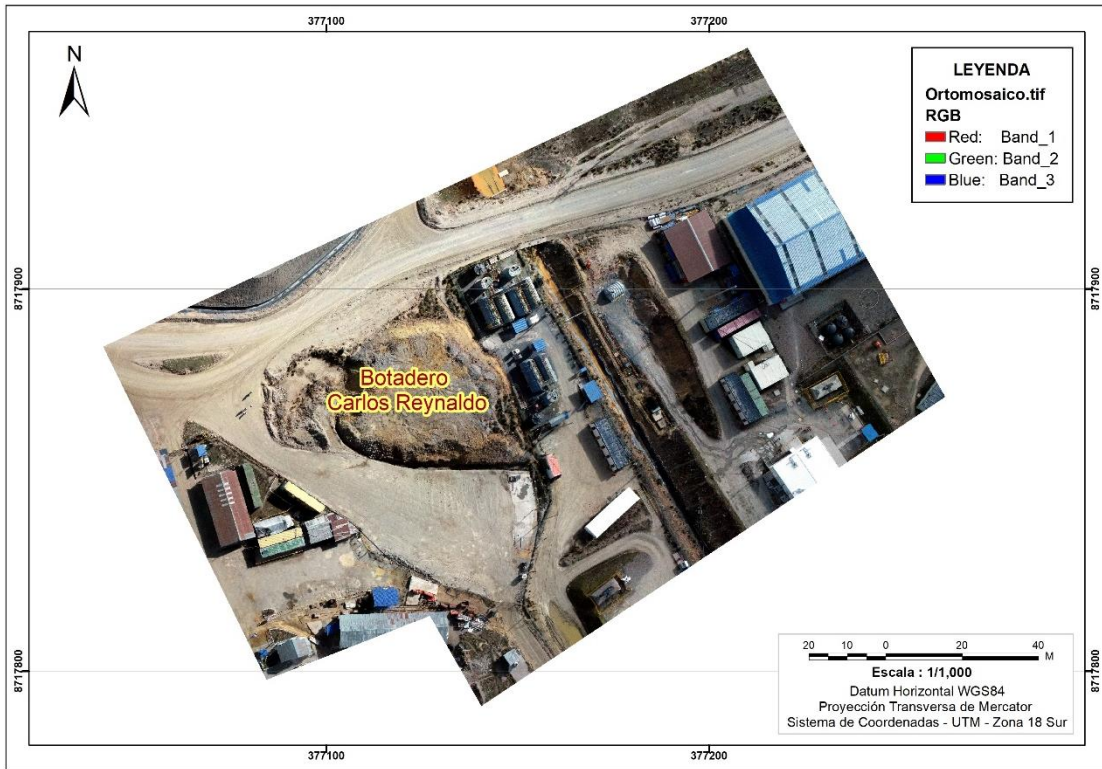 377100
377200
N
LEYENDA
Ortomosaico.tif
RGB
Red: Band_1
Green: Band_2
Blue: Band_3
8717900
8717900
Botadero
Carlos Reynaldo
20 10 0 20 40
M
Escala : 1/1,000
Datum Horizontal WGS84
Proyección Transversa de Mercator
Sistema de Coordenadas - UTM - Zona 18 Sur
8717800
8717800
377100
377200